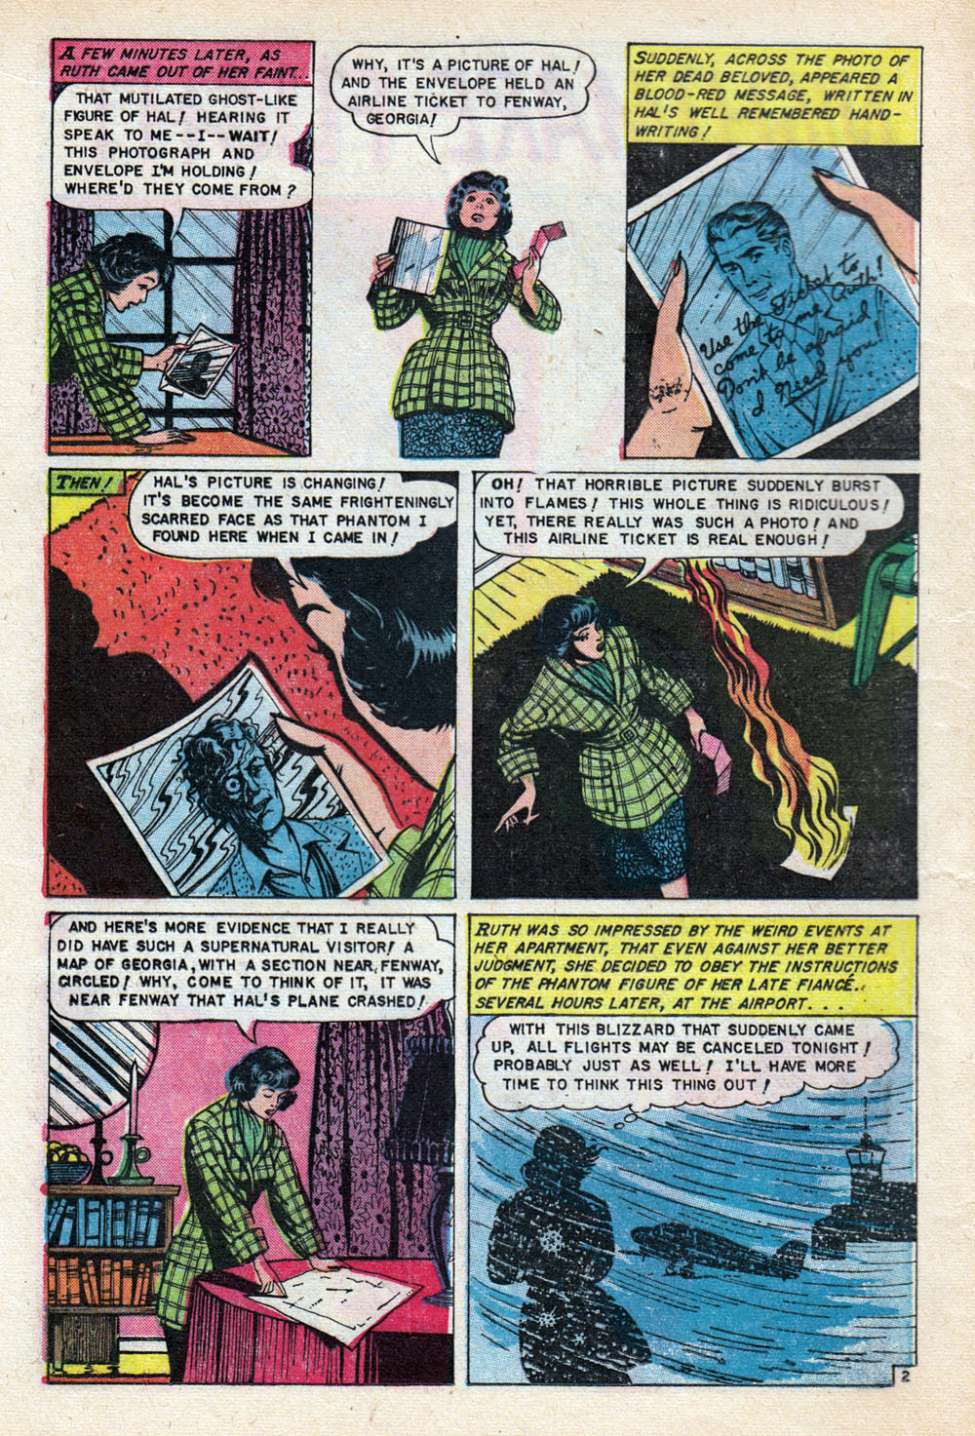 A FEW MINUTES LATER, AS
RUTH CAME OUT OF HER FAINT...
THAT MUTILATED GHOST-LIKE
FIGURE OF HAL! HEARING IT
SPEAK TO ME--I--WAIT!
THIS PHOTOGRAPH AND
ENVELOPE I'M HOLDING!
WHERE'D THEY COME FROM?
WHY, IT'S A PICTURE OF HAL!
AND THE ENVELOPE HELD AN
AIRLINE TICKET TO FENWAY,
GEORGIA!
SUDDENLY, ACROSS THE PHOTO OF
HER DEAD BELOVED, APPEARED A
BLOOD-RED MESSAGE, WRITTEN IN
HAL'S WELL REMEMBERED HAND-
WRITING!
Use the ticket to
come to me Ruth!
Don't be afraid
I need you!
THEN!
HAL'S PICTURE IS CHANGING!
IT'S BECOME THE SAME FRIGHTENINGLY
SCARRED FACE AS THAT PHANTOM I
FOUND HERE WHEN I CAME IN!
OH! THAT HORRIBLE PICTURE SUDDENLY BURST
INTO FLAMES! THIS WHOLE THING IS RIDICULOUS!
YET, THERE REALLY WAS SUCH A PHOTO! AND
THIS AIRLINE TICKET IS REAL ENOUGH!
AND HERE'S MORE EVIDENCE THAT I REALLY
DID HAVE SUCH A SUPERNATURAL VISITOR! A
MAP OF GEORGIA, WITH A SECTION NEAR FENWAY,
CIRCLED! WHY, COME TO THINK OF IT, IT WAS
NEAR FENWAY THAT HAL'S PLANE CRASHED!
RUTH WAS SO IMPRESSED BY THE WEIRD EVENTS AT
HER APARTMENT, THAT EVEN AGAINST HER BETTER
JUDGMENT, SHE DECIDED TO OBEY THE INSTRUCTIONS
OF THE PHANTOM FIGURE OF HER LATE FIANCÉ..
SEVERAL HOURS LATER, AT THE AIRPORT...
WITH THIS BLIZZARD THAT SUDDENLY CAME
UP, ALL FLIGHTS MAY BE CANCELED TONIGHT!
PROBABLY JUST AS WELL! I'LL HAVE MORE
TIME TO THINK THIS THING OUT!
2